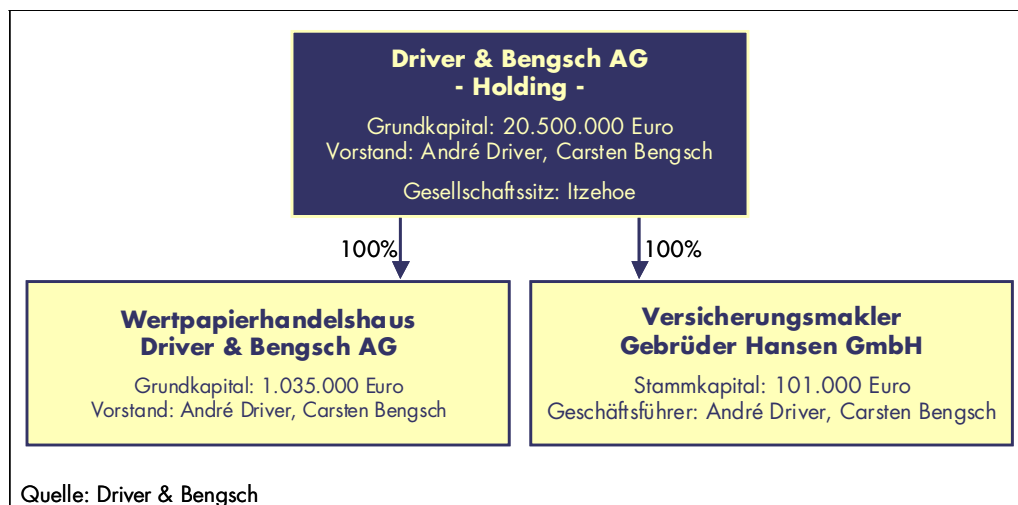 Driver & Bengsch AG
- Holding -
Grundkapital: 20.500.000 Euro
Vorstand: André Driver, Carsten Bengsch
Gesellschaftssitz: Itzehoe
100%
100%
Wertpapierhandelshaus
Driver & Bengsch AG
Grundkapital: 1.035.000 Euro
Vorstand: André Driver, Carsten Bengsch
Versicherungsmakler
Gebrüder Hansen GmbH
Stammkapital: 101.000 Euro
Geschäftsführer: André Driver, Carsten Bengsch
Quelle: Driver & Bengsch